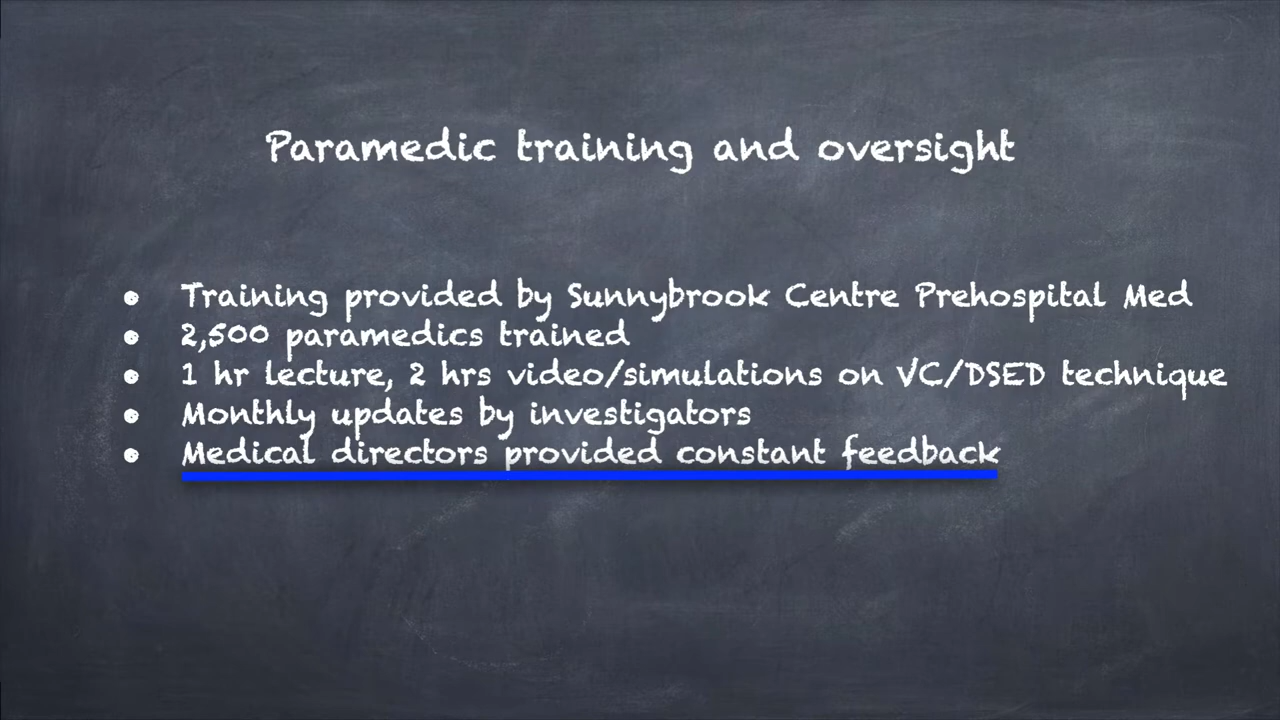 Paramedic training and oversight
• Training provided by Sunnybrook Centre Prehospital Med
• 2,500 paramedics trained
• 1 hr lecture, 2 hrs video/simulations on VC/DSED technique
• Monthly updates by investigators
• Medical directors provided constant feedback